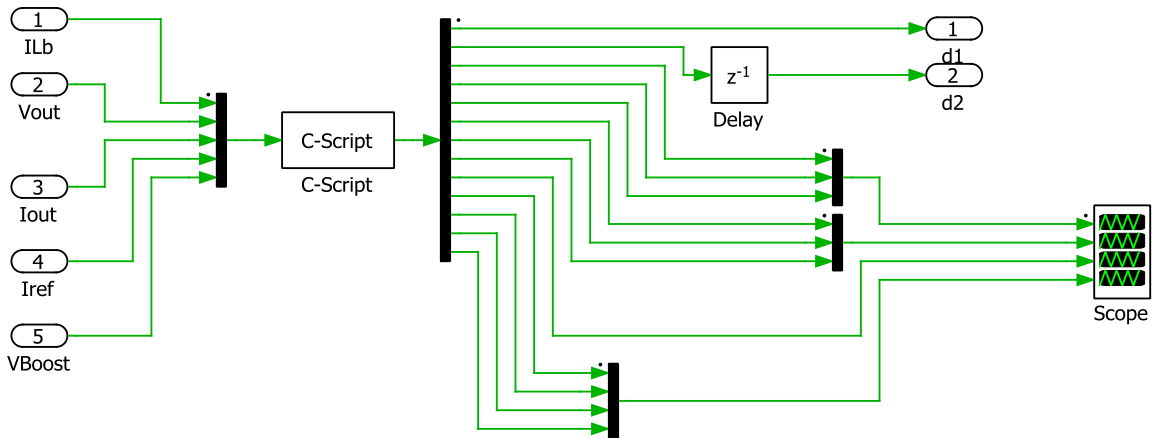 1
ILb
2
Vout
3
Iout
4
Iref
5
VBoost
C-Script
C-Script
z-1
Delay
1
d1
2
d2
Scope